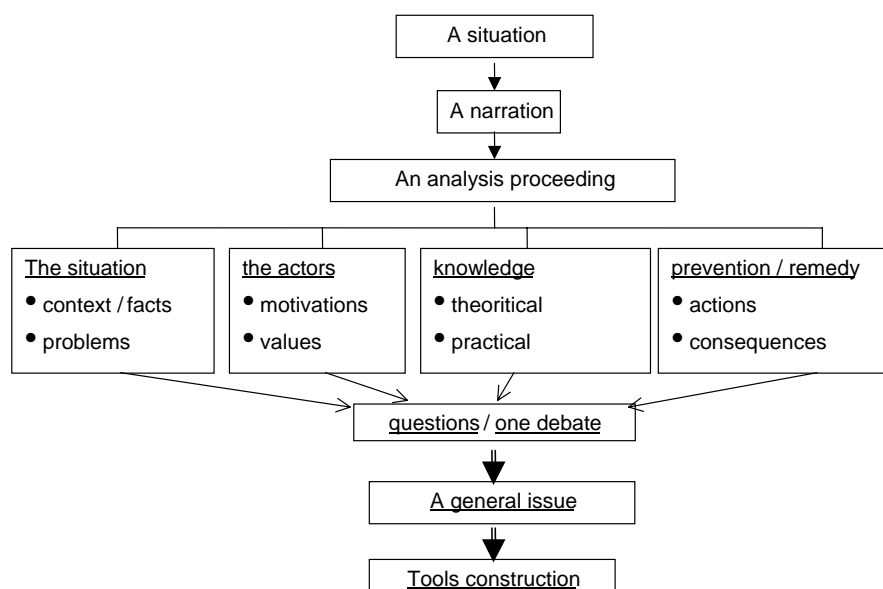 A situation
A narration
An analysis proceeding
The situation
• context / facts
• problems
the actors
• motivations
• values
knowledge
• theoritical
• practical
prevention / remedy
• actions
• consequences
questions / one debate
A general issue
Tools construction